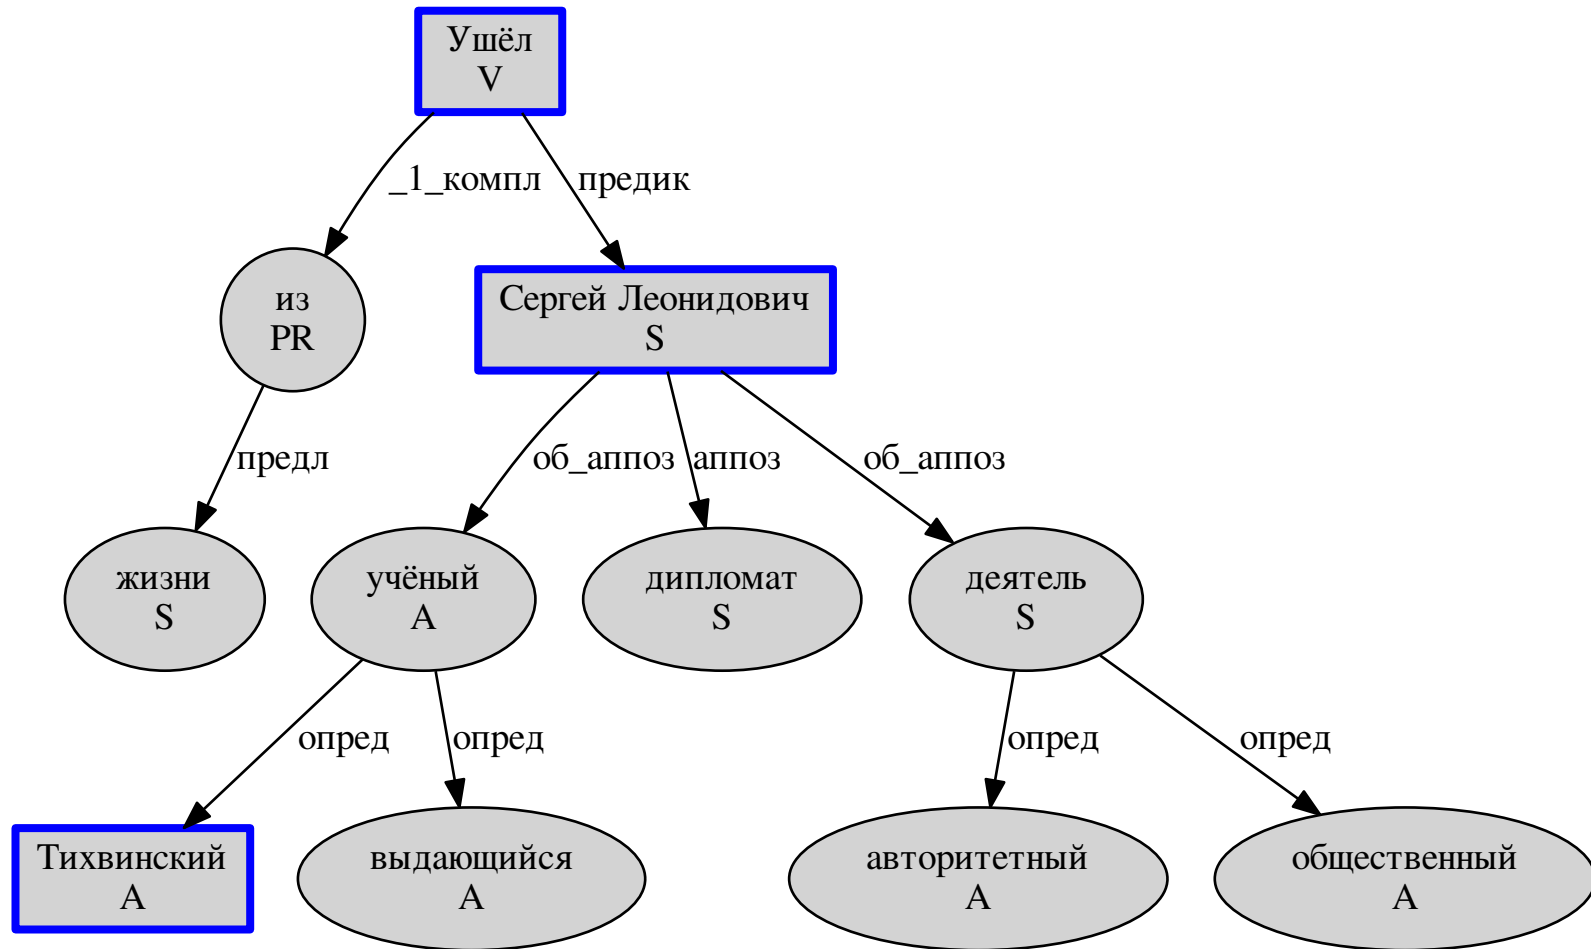 Ушёл
V
_1_компл
предик
из
PR
Сергей Леонидович
S
предл
об_аппоз
аппоз
об_аппоз
жизни
S
учёный
A
дипломат
S
деятель
S
опред
опред
опред
опред
Тихвинский
A
выдающийся
A
авторитетный
A
общественный
A